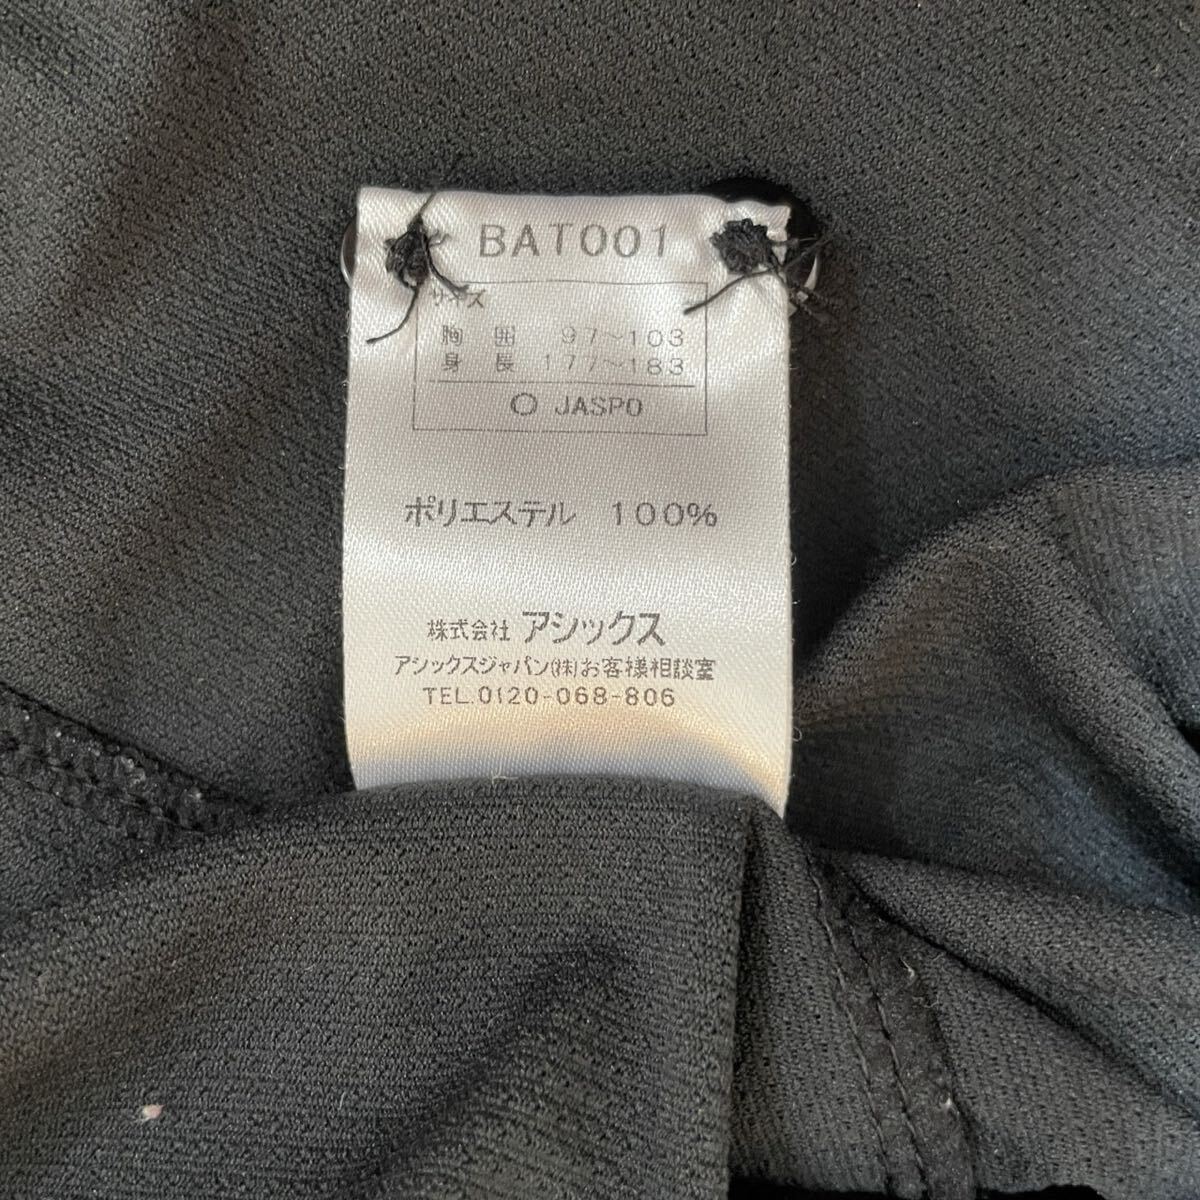 BAT001
サイズ
胸囲 97~103
身長 177~183
O JASPO
ポリエステル 100%
株式会社 アシックス
アシックスジャパン(株)お客様相談室
TEL.0120-068-806